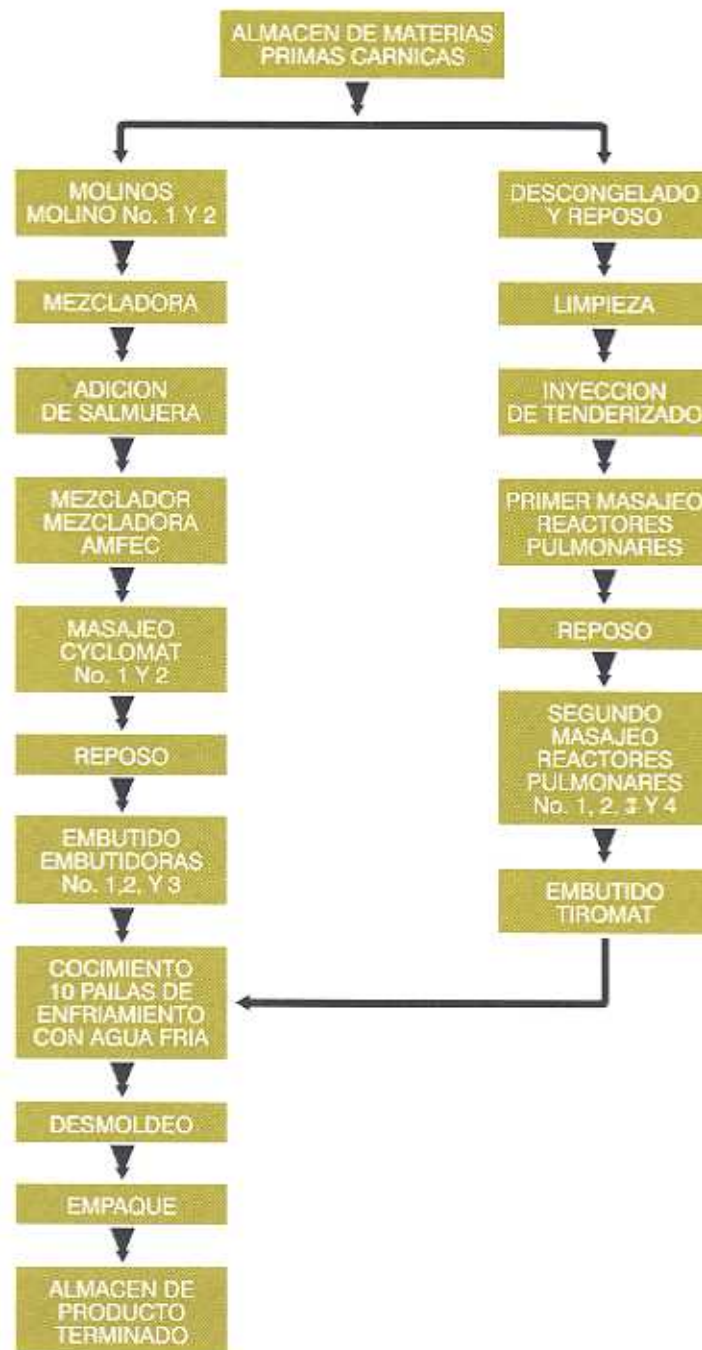 ALMACEN DE MATERIAS
PRIMAS CARNICAS
MOLINOS
MOLINO No. 1 Y 2
MEZCLADORA
ADICION
DE SALMUERA
MEZCLADOR
MEZCLADORA
AMFEC
MASAJEO
CYCLOMAT
No. 1 Y 2
REPOSO
EMBUTIDO
EMBUTIDORAS
No. 1,2, Y 3
COCIMIENTO
10 PAILAS DE
ENFRIAMIENTO
CON AGUA FRIA
DESMOLDEO
EMPAQUE
ALMACEN DE
PRODUCTO
TERMINADO
DESCONGELADO
Y REPOSO
LIMPIEZA
INYECCION
DE TENDERIZADO
PRIMER MASAJEO
REACTORES
PULMONARES
REPOSO
SEGUNDO
MASAJEO
REACTORES
PULMONARES
No. 1, 2, 3 Y 4
EMBUTIDO
TIROMAT